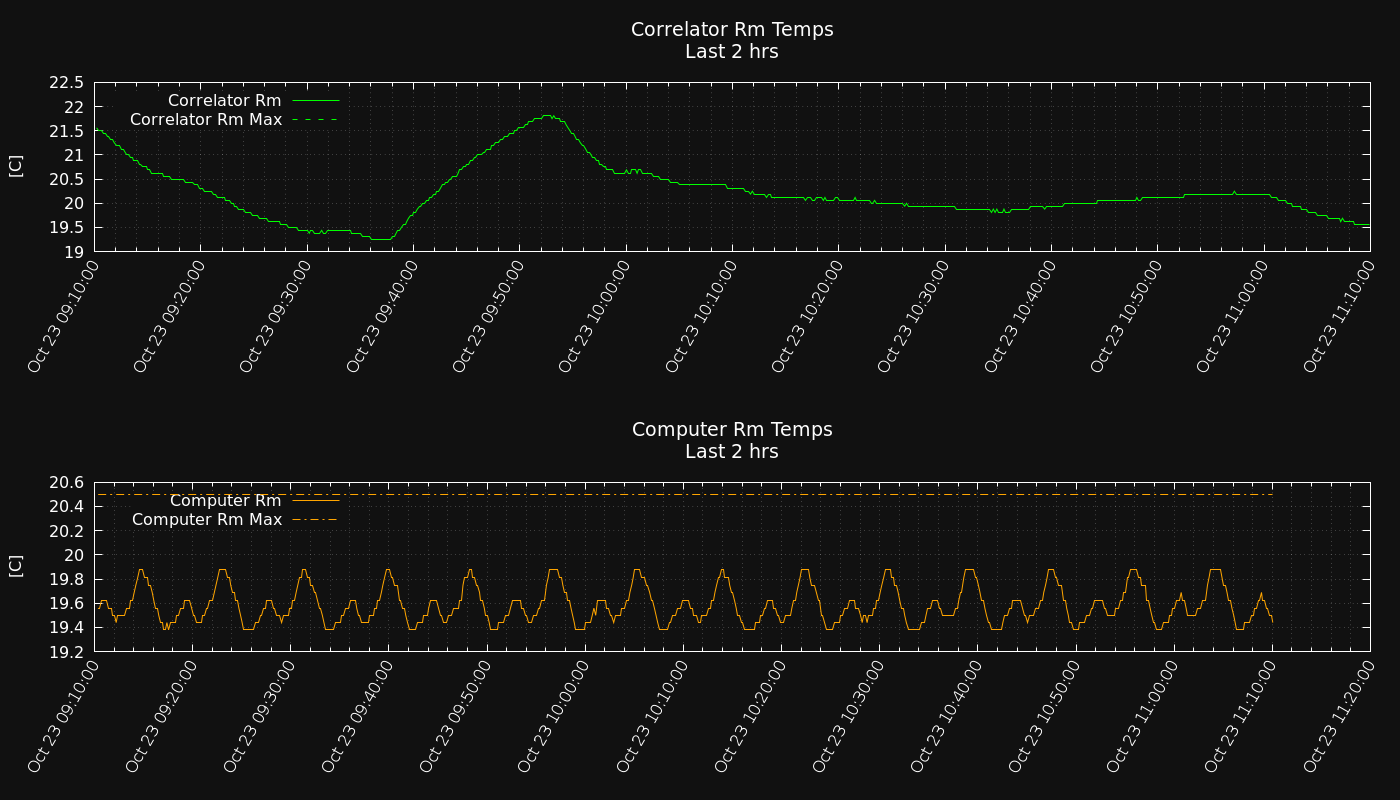 Correlator Rm Temps
Last 2 hrs
22.5
22
21.5
21
20.5
20
19.5
19
[C]
Correlator Rm
Correlator Rm Max
Oct 23 09:10:00
Oct 23 09:20:00
Oct 23 09:30:00
Oct 23 09:40:00
Oct 23 09:50:00
Oct 23 10:00:00
Oct 23 10:10:00
Oct 23 10:20:00
Oct 23 10:30:00
Oct 23 10:40:00
Oct 23 10:50:00
Oct 23 11:00:00
Oct 23 11:10:00
Computer Rm Temps
Last 2 hrs
20.6
20.4
20.2
20
19.8
19.6
19.4
19.2
[C]
Computer Rm
Computer Rm Max
Oct 23 09:10:00
Oct 23 09:20:00
Oct 23 09:30:00
Oct 23 09:40:00
Oct 23 09:50:00
Oct 23 10:00:00
Oct 23 10:10:00
Oct 23 10:20:00
Oct 23 10:30:00
Oct 23 10:40:00
Oct 23 10:50:00
Oct 23 11:00:00
Oct 23 11:10:00
Oct 23 11:20:00